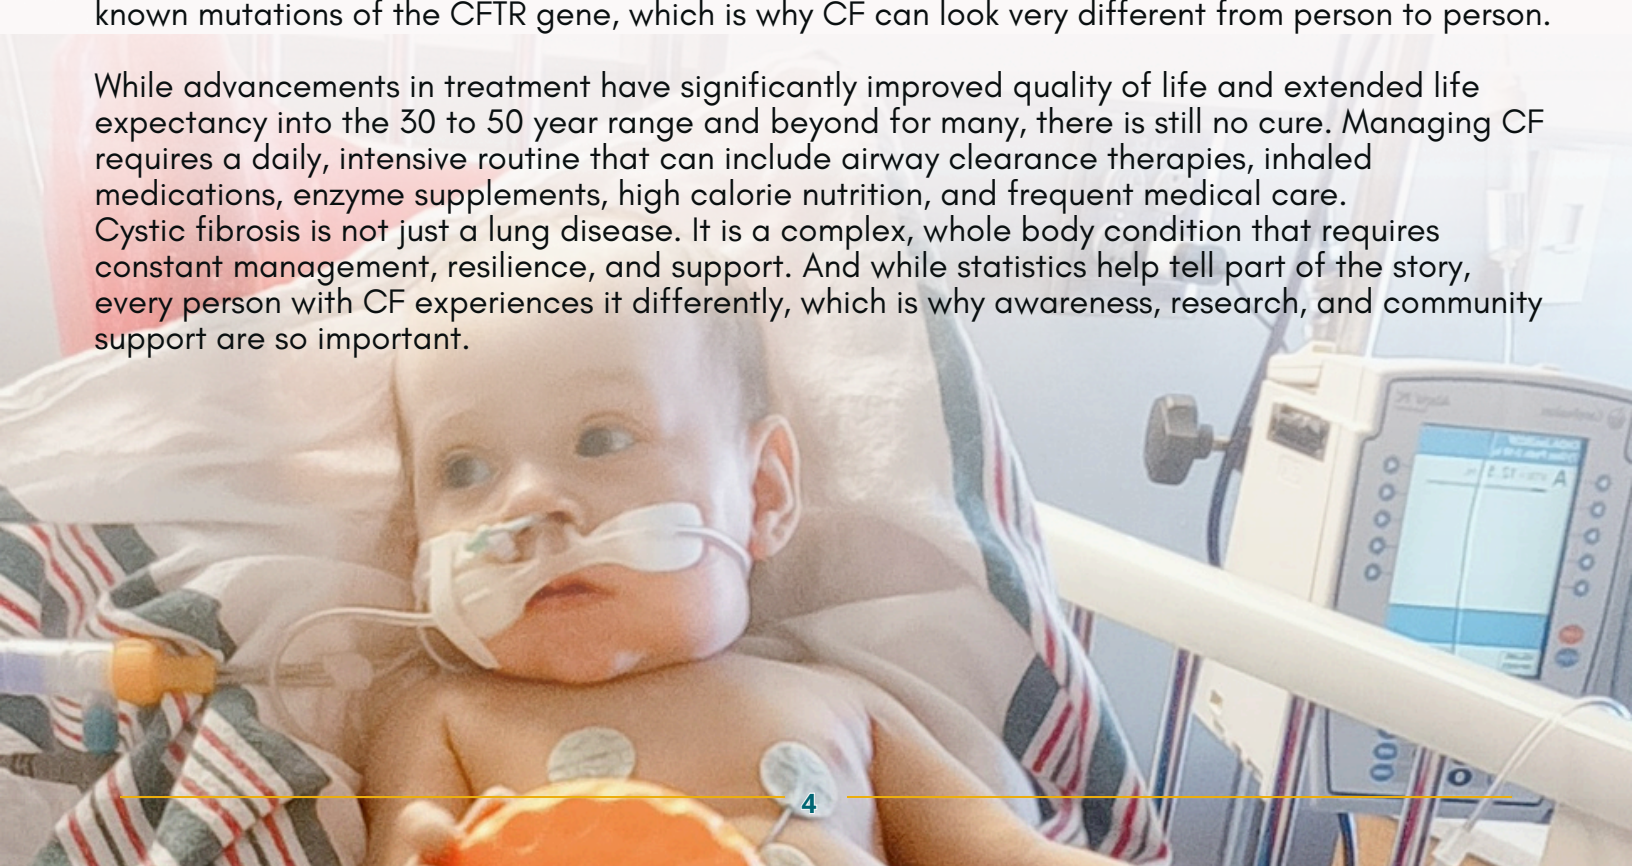 known mutations of the CFTR gene, which is why CF can look very different from person to person.
While advancements in treatment have significantly improved quality of life and extended life
expectancy into the 30 to 50 year range and beyond for many, there is still no cure. Managing CF
requires a daily, intensive routine that can include airway clearance therapies, inhaled
medications, enzyme supplements, high calorie nutrition, and frequent medical care.
Cystic fibrosis is not just a lung disease. It is a complex, whole body condition that requires
constant management, resilience, and support. And while statistics help tell part of the story,
every person with CF experiences it differently, which is why awareness, research, and community
support are so important.
4